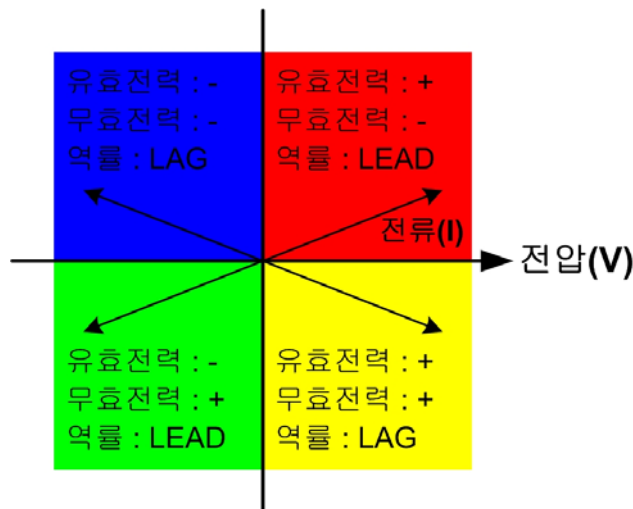 유효전력 : -
무효전력 : -
역률 : LAG
유효전력 : +
무효전력 : -
역률 : LEAD
전류(I)
전압(V)
유효전력 : -
무효전력 : +
역률 : LEAD
유효전력 : +
무효전력 : +
역률 : LAG